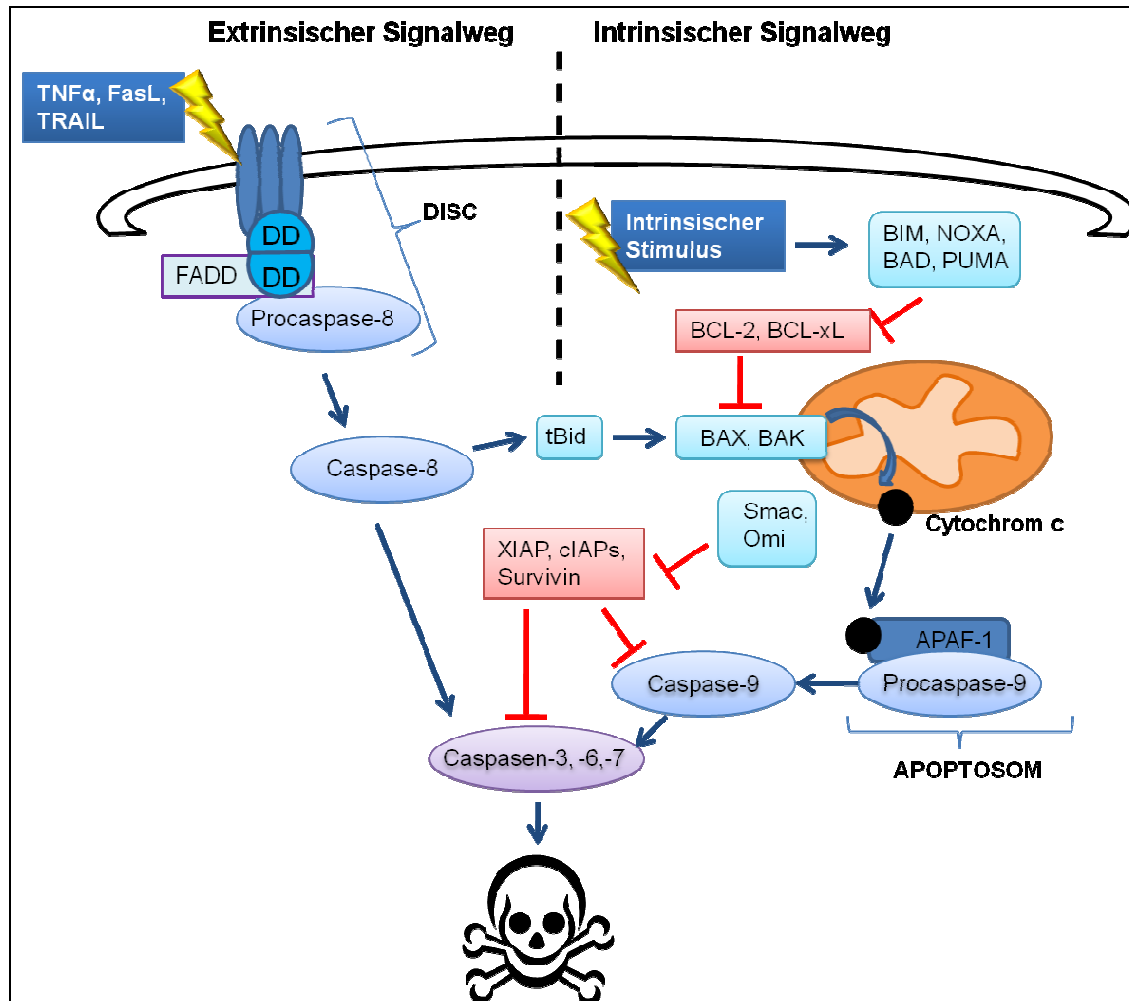 Extrinsischer Signalweg
Intrinsischer Signalweg
TNFα, FasL,
TRAIL
DISC
DD
FADD
DD
Procaspase-8
Intrinsischer
Stimulus
BIM, NOXA,
BAD, PUMA
BCL-2, BCL-xL
Caspase-8
tBid
BAX, BAK
Cytochrom c
Smac,
Omi
XIAP, cIAPs,
Survivin
APAF-1
Procaspase-9
Caspase-9
APOPTOSOM
Caspasen-3, -6,-7